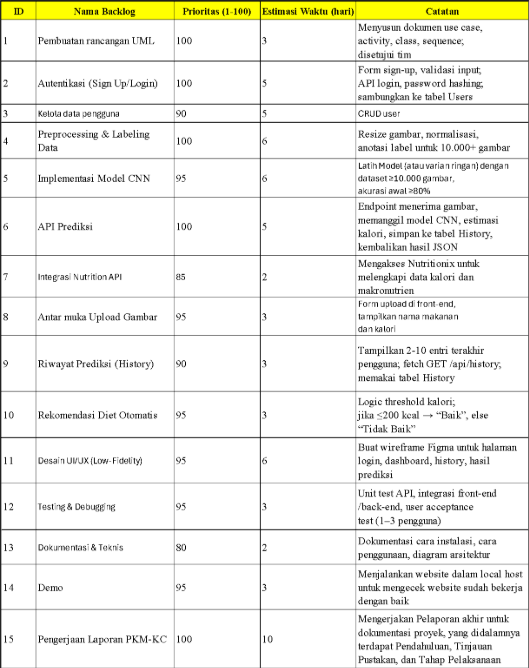 ID Nama Backlog Prioritas (1-100) Estimasi Waktu (hari) Catatan
1 Pembuatan rancangan UML 100 3 Menyusun dokumen use case,
activity, class, sequence;
disetujui tim
2 Autentikasi (Sign Up/Login) 100 5 Form sign-up, validasi input;
API login, password hashing;
sambungkan ke tabel Users
3 Kelola data pengguna 90 5 CRUD user
4 Preprocessing & Labeling
Data 100 6 Resize gambar, normalisasi,
anotasi label untuk 10.000+ gambar
5 Implementasi Model CNN 95 6 Latih Model (atau varian ringan) dengan
dataset ≥10.000 gambar,
akurasi awal ≥80%
6 API Prediksi 100 5 Endpoint menerima gambar,
memanggil model CNN, estimasi
kalori, simpan ke tabel History,
kembalikan hasil JSON
7 Integrasi Nutrition API 85 2 Mengakses Nutritionix untuk
melengkapi data kalori dan
makronutrien
8 Antar muka Upload Gambar 95 3 Form upload di front-end,
tampilkan nama makanan
dan kalori
9 Riwayat Prediksi (History) 90 3 Tampilkan 2-10 entri terakhir
pengguna; fetch GET /api/history;
memakai tabel History
10 Rekomendasi Diet Otomatis 95 3 Logic threshold kalori;
jika ≤200 kcal → “Baik”, else
“Tidak Baik”
11 Desain UI/UX (Low-Fidelity) 95 6 Buat wireframe Figma untuk halaman
login, dashboard, history, hasil
prediksi
12 Testing & Debugging 95 3 Unit test API, integrasi front-end
/back-end, user acceptance
test (1–3 pengguna)
13 Dokumentasi & Teknis 80 2 Dokumentasi cara instalasi, cara
penggunaan, diagram arsitektur
14 Demo 95 3 Menjalankan website dalam local host
untuk mengecek website sudah bekerja
dengan baik
15 Pengerjaan Laporan PKM-KC 100 10 Mengerjakan Pelaporan akhir untuk
dokumentasi proyek, yang didalamnya
terdapat Pendahuluan, Tinjauan
Pustakan, dan Tahap Pelaksanaan